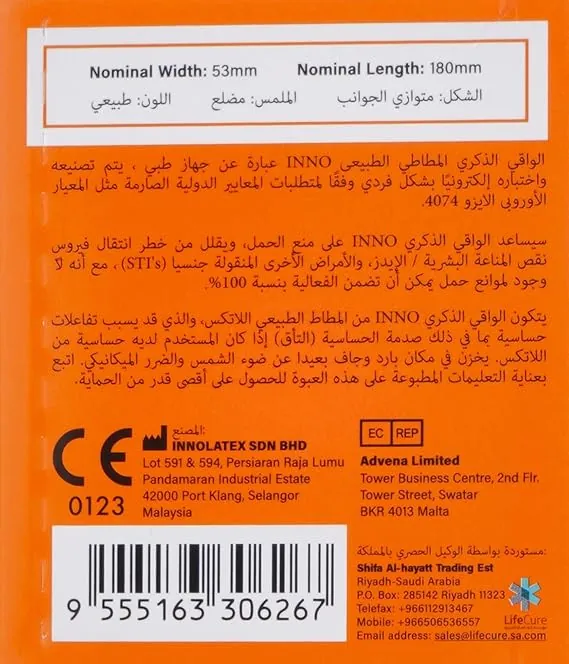 Nominal Width: 53mm Nominal Length: 180mm
الشكل: متوازي الجوانب الملمس: مضلع اللون: طبيعي
الواقي الذكري المطاطي الطبيعي INNO عبارة عن جهاز طبي ، يتم تصنيعه
واختباره إلكترونيًا بشكل فردي وفقًا لمتطلبات المعايير الدولية الصارمة مثل المعيار
الأوروبي الايزو 4074.
سيساعد الواقي الذكري INNO على منع الحمل، ويقلل من خطر انتقال فيروس
نقص المناعة البشرية / الإيدز، والأمراض الأخرى المنقولة جنسيا (STI's) ، مع أنه لا
وجود لموانع حمل يمكن أن تضمن الفعالية بنسبة 100%.
يتكون الواقي الذكري INNO من المطاط الطبيعي اللاتكس، والذي قد يسبب تفاعلات
حساسية بما في ذلك صدمة الحساسية (التأق) إذا كان المستخدم لديه حساسية من
اللاتكس. يخزن في مكان بارد وجاف بعيدا عن ضوء الشمس والضرر الميكانيكي. اتبع
بعناية التعليمات المطبوعة على هذه العبوة للحصول على أقصى قدر من الحماية.
CE 0123
المصنع:
INNOLATEX SDN BHD
Lot 591 & 594, Persiaran Raja Lumu
Pandamaran Industrial Estate
42000 Port Klang, Selangor
Malaysia
EC REP
Advena Limited
Tower Business Centre, 2nd Flr.
Tower Street, Swatar
BKR 4013 Malta
9 555163 306267
مستوردة بواسطة الوكيل الحصري بالمملكة:
Shifa Al-hayatt Trading Est
Riyadh-Saudi Arabia
P.O. Box: 285142 Riyadh 11323
Telefax: +966112913467
Mobile: +966506536557
Email address: sales@lifecure.sa.com
LifeCure